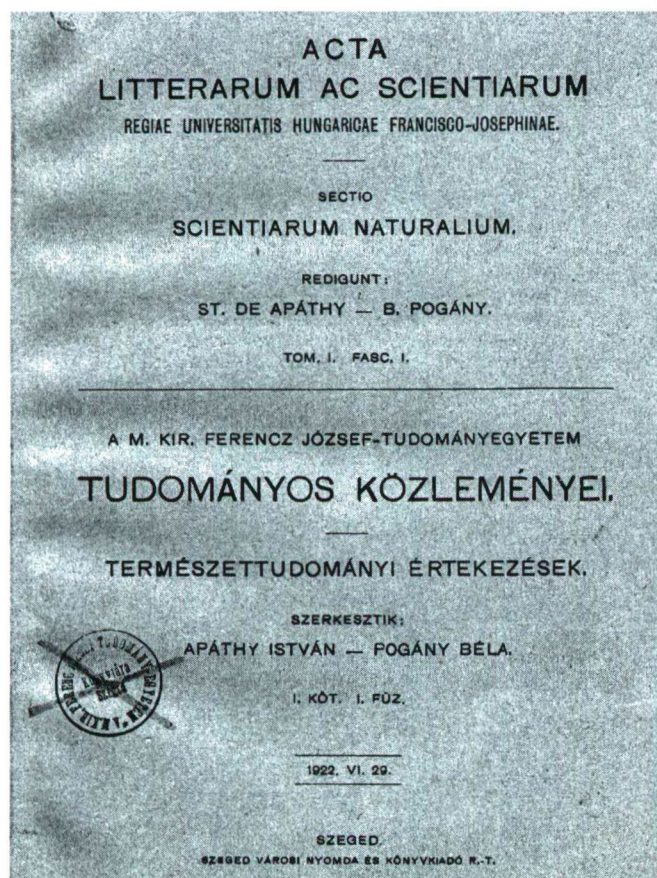 ACTA
LITTERARUM AC SCIENTIARUM
REGIAE UNIVERSITATIS HUNGARICAE FRANCISCO-JOSEPHINAE.
SECTIO
SCIENTIARUM NATURALIUM.
REDIGUNT:
ST. DE APÁTHY — B. POGÁNY.
TOM. I. FASC. I.
A M. KIR. FERENCZ JÓZSEF-TUDOMÁNYEGYETEM
TUDOMÁNYOS KÖZLEMÉNYEI.
TERMÉSZETTUDOMÁNYI ÉRTEKEZÉSEK.
SZERKESZTIK:
APÁTHY ISTVÁN — POGÁNY BÉLA.
I. KÖT. I. FÜZ.
1922. VI. 29.
SZEGED.
SZEGED VÁROSI NYOMDA ÉS KÖNYVKIADÓ R.-T.